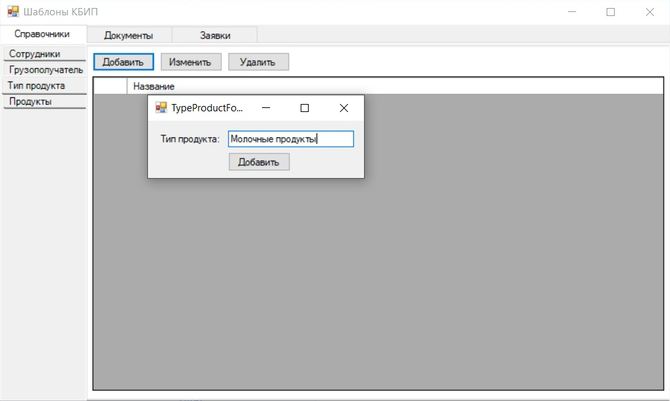 Шаблоны КБИП
Справочники Документы Заявки
Сотрудники
Грузополучатель
Тип продукта
Продукты
Добавить Изменить Удалить
Название
TypeProductFo...
Тип продукта: Молочные продукты
Добавить